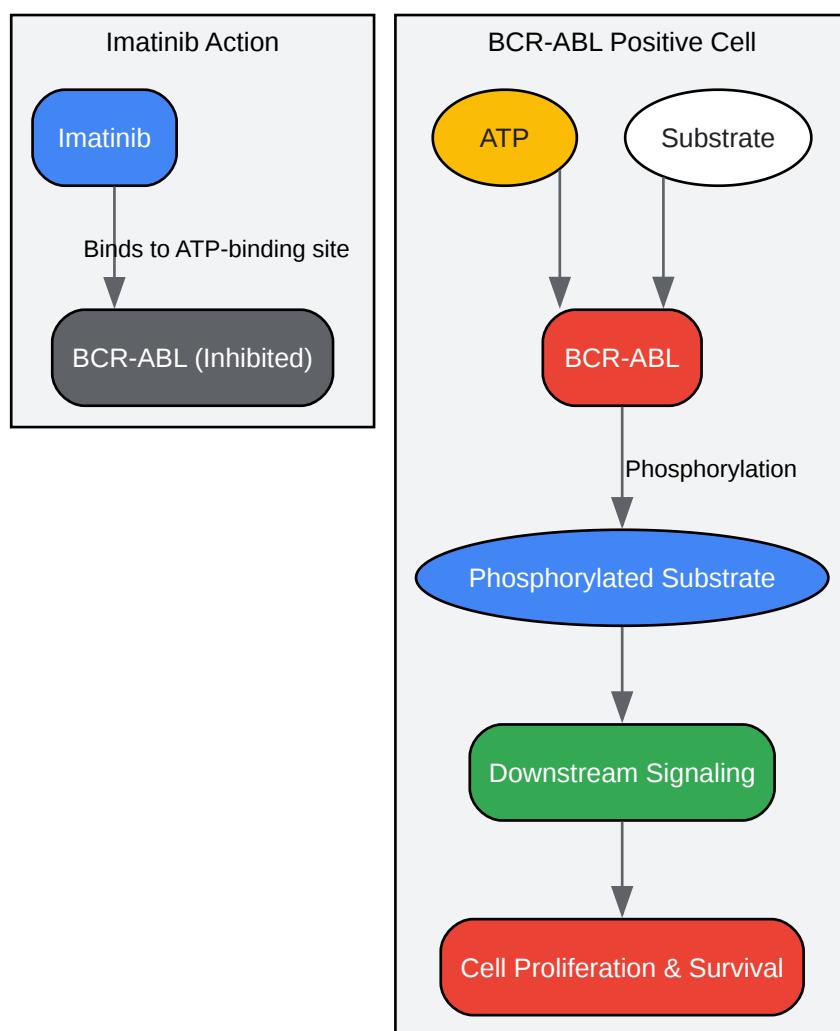 Imatinib Action
Imatinib
Binds to ATP-binding site
BCR-ABL (Inhibited)
BCR-ABL Positive Cell
ATP
Substrate
BCR-ABL
Phosphorylation
Phosphorylated Substrate
Downstream Signaling
Cell Proliferation & Survival